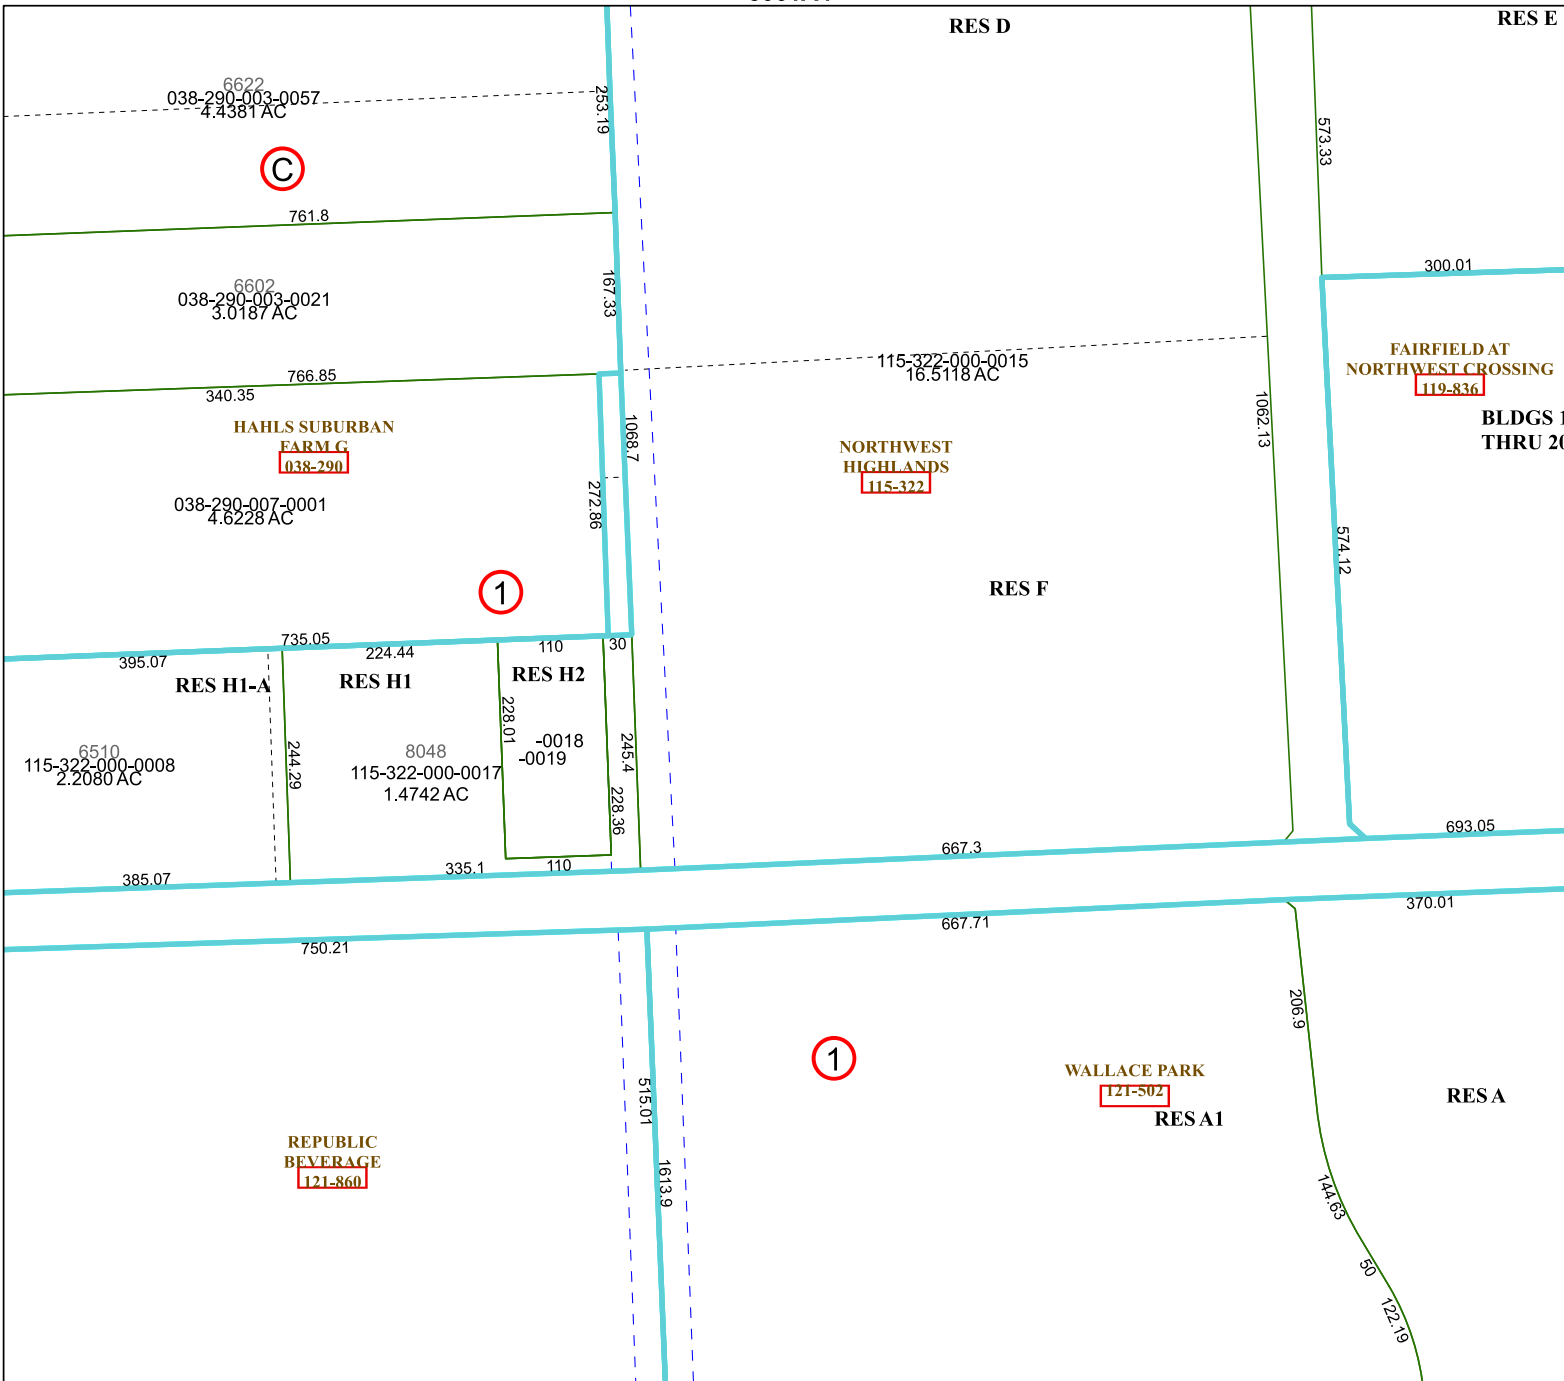 RES D
RES E
6622
038-290-003-0057
4.4381 AC
253.19
573.33
C
761.8
6602
038-290-003-0021
3.0187 AC
167.33
300.01
115-322-000-0015
16.5118 AC
FAIRFIELD AT
NORTHWEST CROSSING
119-836
766.85
340.35
1062.13
BLDGS 1
THRU 20
HAHLS SUBURBAN
FARM G
038-290
1068.7
NORTHWEST
HIGHLANDS
115-322
272.86
038-290-007-0001
4.6228 AC
574.12
1
RES F
735.05
395.07
224.44
110
30
RES H1-A
RES H1
RES H2
228.01
245.4
-0018
-0019
6510
115-322-000-0008
2.2080 AC
244.29
8048
115-322-000-0017
1.4742 AC
228.36
693.05
667.3
385.07
335.1
110
370.01
667.71
750.21
206.9
1
WALLACE PARK
121-502
RES A1
RES A
515.01
REPUBLIC
BEVERAGE
121-860
1613.9
144.63
50
122.19